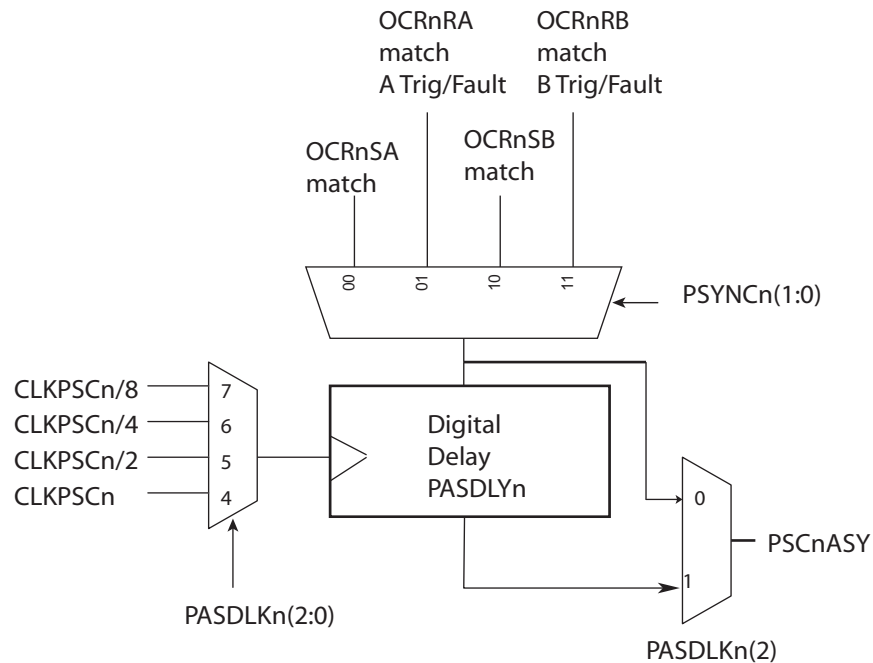 OCRnRA
match
A Trig/Fault
OCRnRB
match
B Trig/Fault
OCRnSA
match
OCRnSB
match
00
01
10
11
PSYNCn(1:0)
CLKPSCn/8
CLKPSCn/4
CLKPSCn/2
CLKPSCn
7
6
5
4
Digital
Delay
PASDLYn
0
1
PSCnASY
PASDLKn(2:0)
PASDLKn(2)